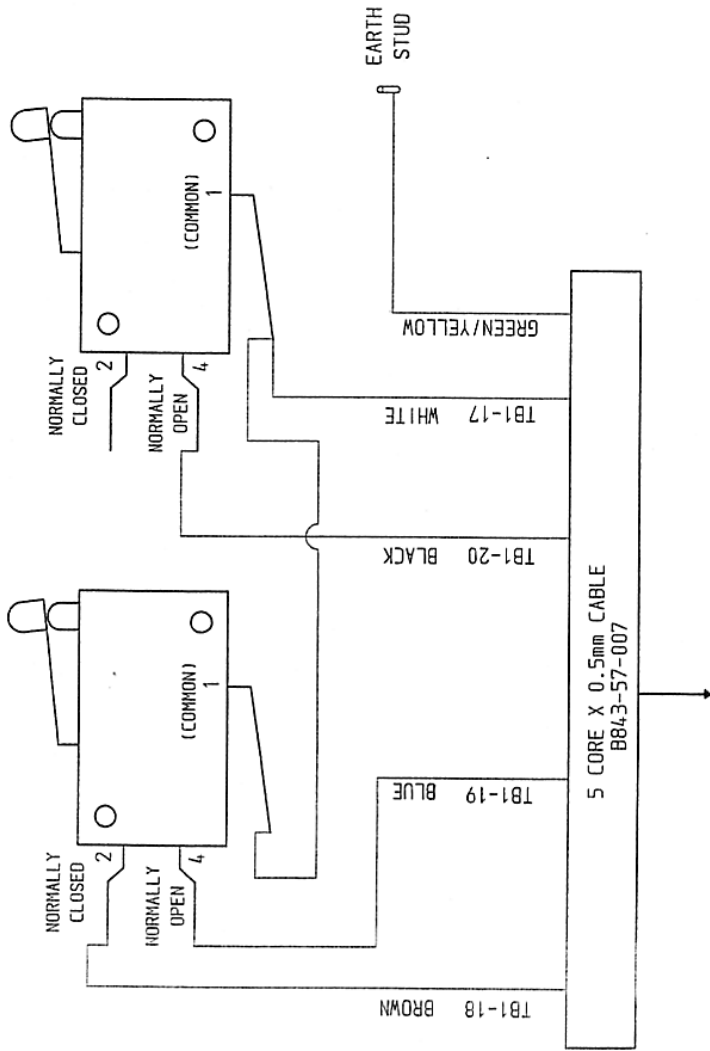 EARTH
STUD
(COMMON)
1
NORMALLY
CLOSED
2
NORMALLY
OPEN
4
GREEN/YELLOW
TB1-17 WHITE
TB1-20 BLACK
(COMMON)
1
NORMALLY
CLOSED
2
NORMALLY
OPEN
4
TB1-19 BLUE
TB1-18 BROWN
5 CORE X 0.5mm CABLE
B843-57-007